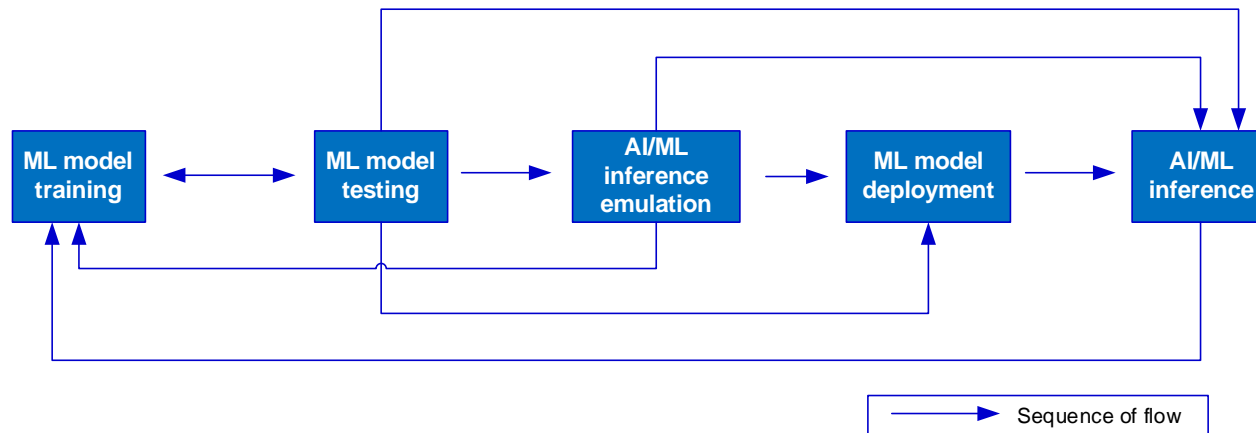 ML model
training
ML model
testing
AI/ML
inference
emulation
ML model
deployment
AI/ML
inference
Sequence of flow